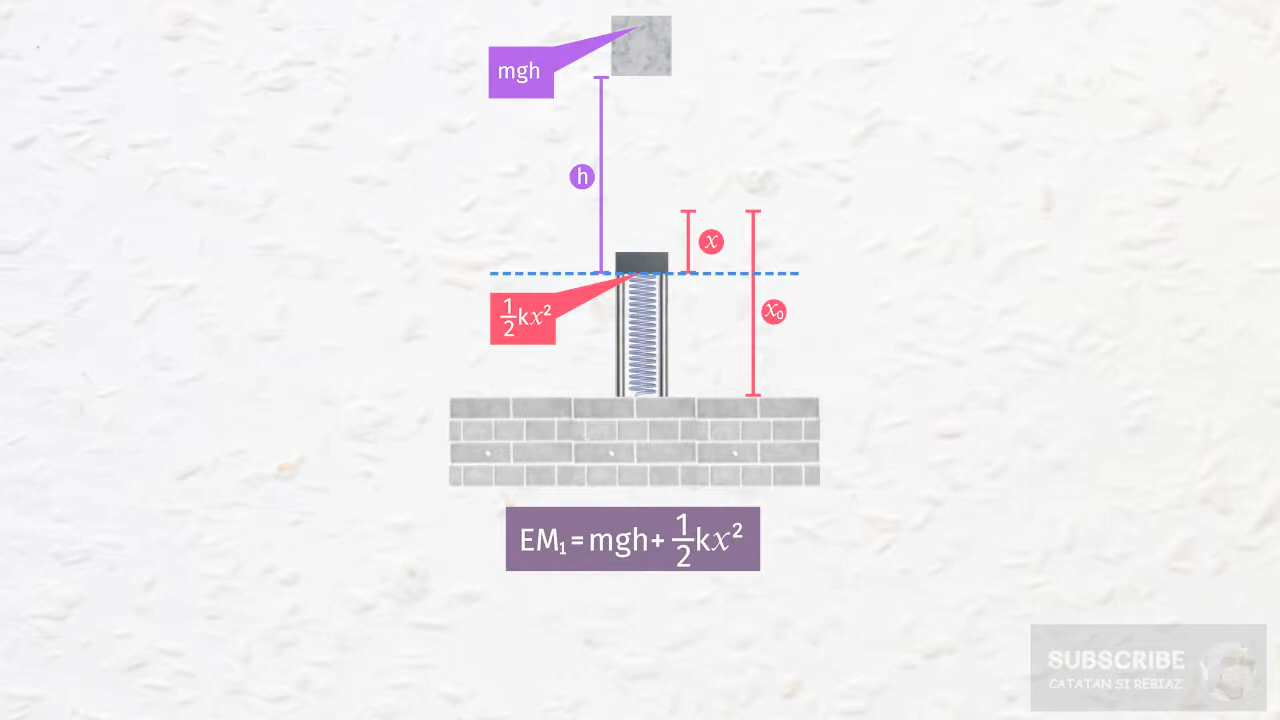 mgh
h
x
½kx²
x₀
EM₁=mgh+½kx²
SUBSCRIBE
CATATAN SI REBIAZ